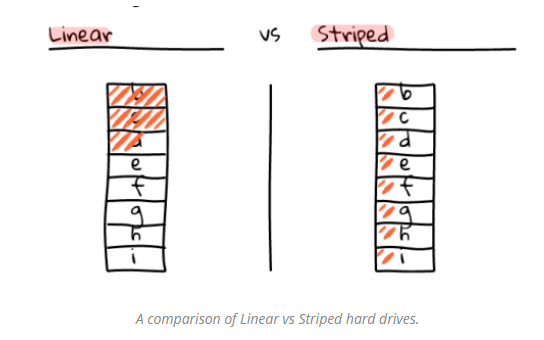 Linear vs Striped
b b
c c
d d
e e
f f
g g
h h
i i
A comparison of Linear vs Striped hard drives.